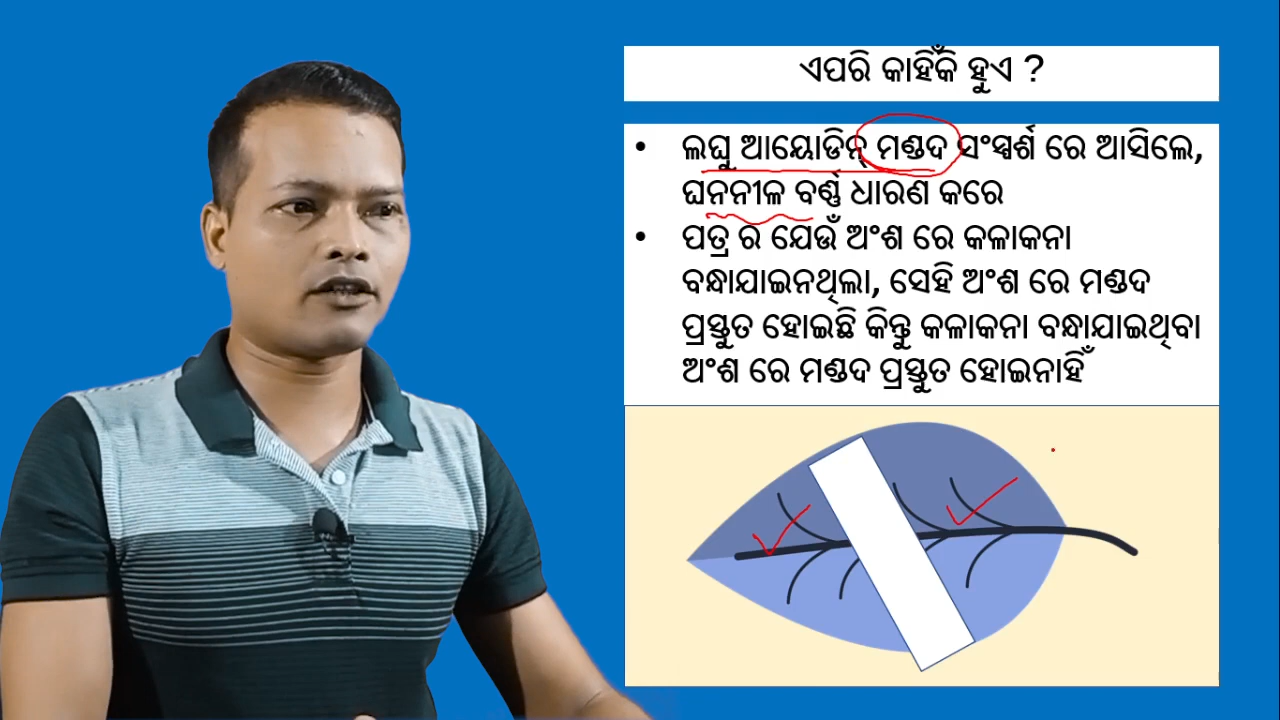 ଏପରି କାହିଁକି ହୁଏ ?
• ଲଘୁ ଆୟୋଡିନ୍ ମଣ୍ଡଦ ସଂସ୍ପର୍ଶ ରେ ଆସିଲେ,
ଘନନୀଳ ବର୍ଣ୍ଣ ଧାରଣ କରେ
• ପତ୍ର ର ଯେଉଁ ଅଂଶ ରେ କଳାକନା
ବନ୍ଧାଯାଇନଥିଲା, ସେହି ଅଂଶ ରେ ମଣ୍ଡଦ
ପ୍ରସ୍ତୁତ ହୋଇଛି କିନ୍ତୁ କଳାକନା ବନ୍ଧାଯାଇଥିବା
ଅଂଶ ରେ ମଣ୍ଡଦ ପ୍ରସ୍ତୁତ ହୋଇନାହିଁ